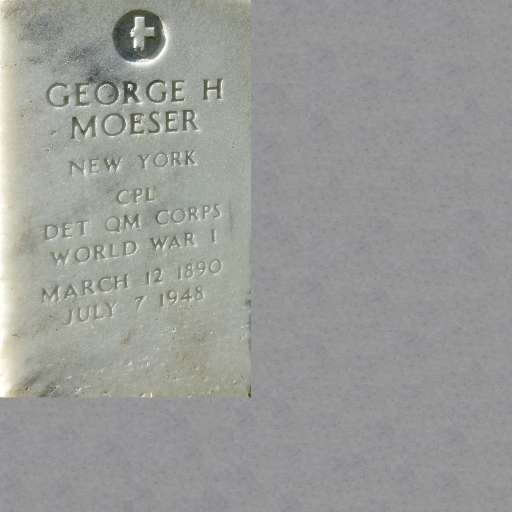 GEORGE H
MOESER
NEW YORK
CPL
DET QM CORPS
WORLD WAR I
MARCH 12 1890
JULY 7 1948